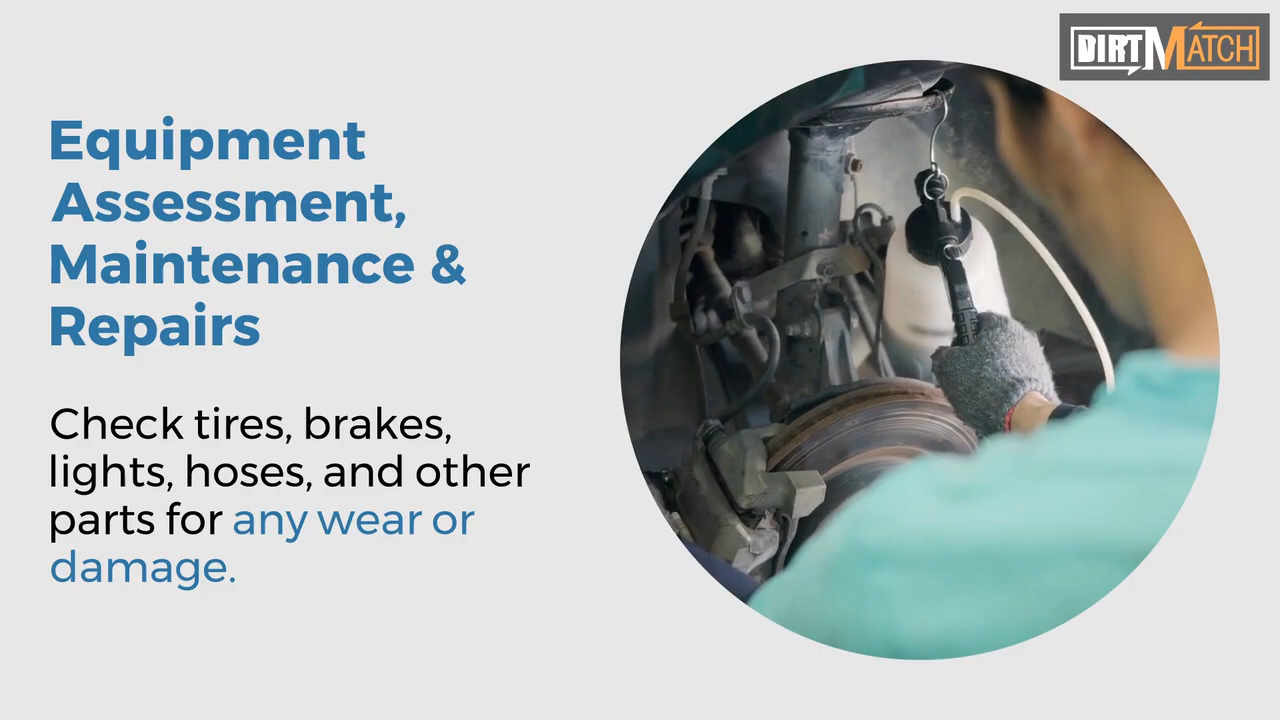 DIRTMATCH
Equipment
Assessment,
Maintenance &
Repairs
Check tires, brakes,
lights, hoses, and other
parts for any wear or
damage.